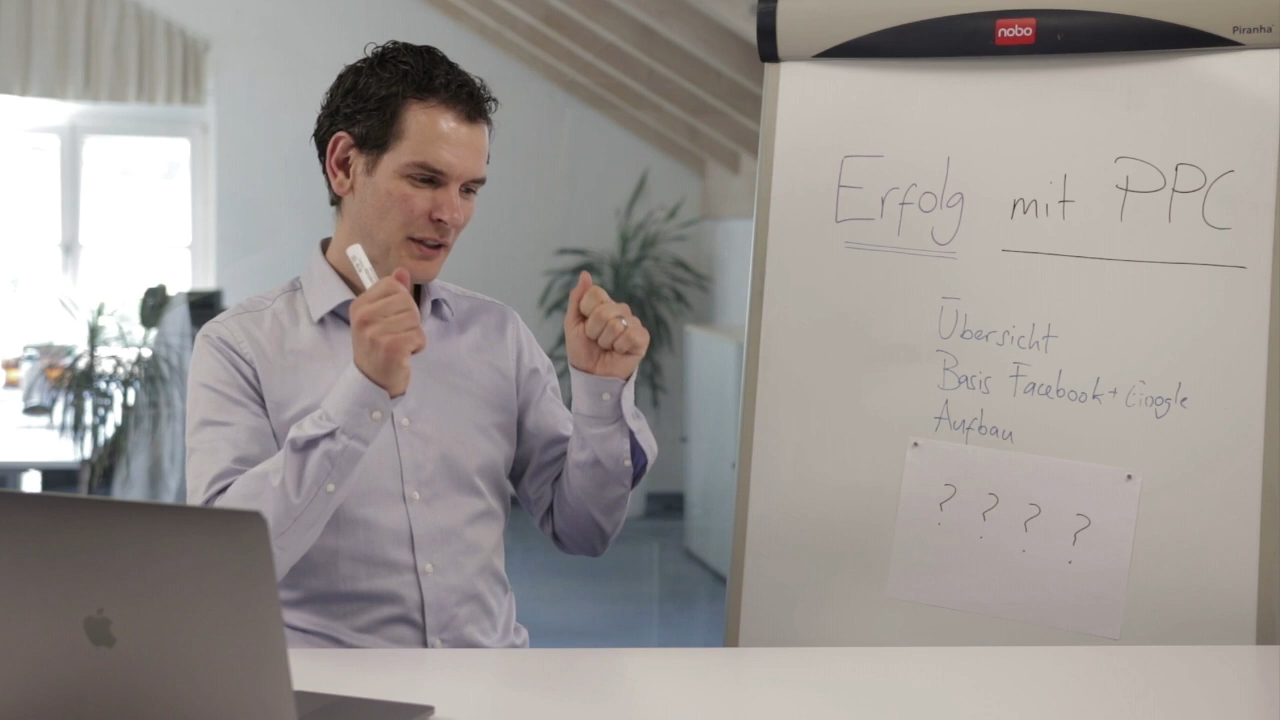 nobo
Piranha
Erfolg mit PPC
Übersicht
Basis Facebook + Google
Aufbau
? ? ? ?